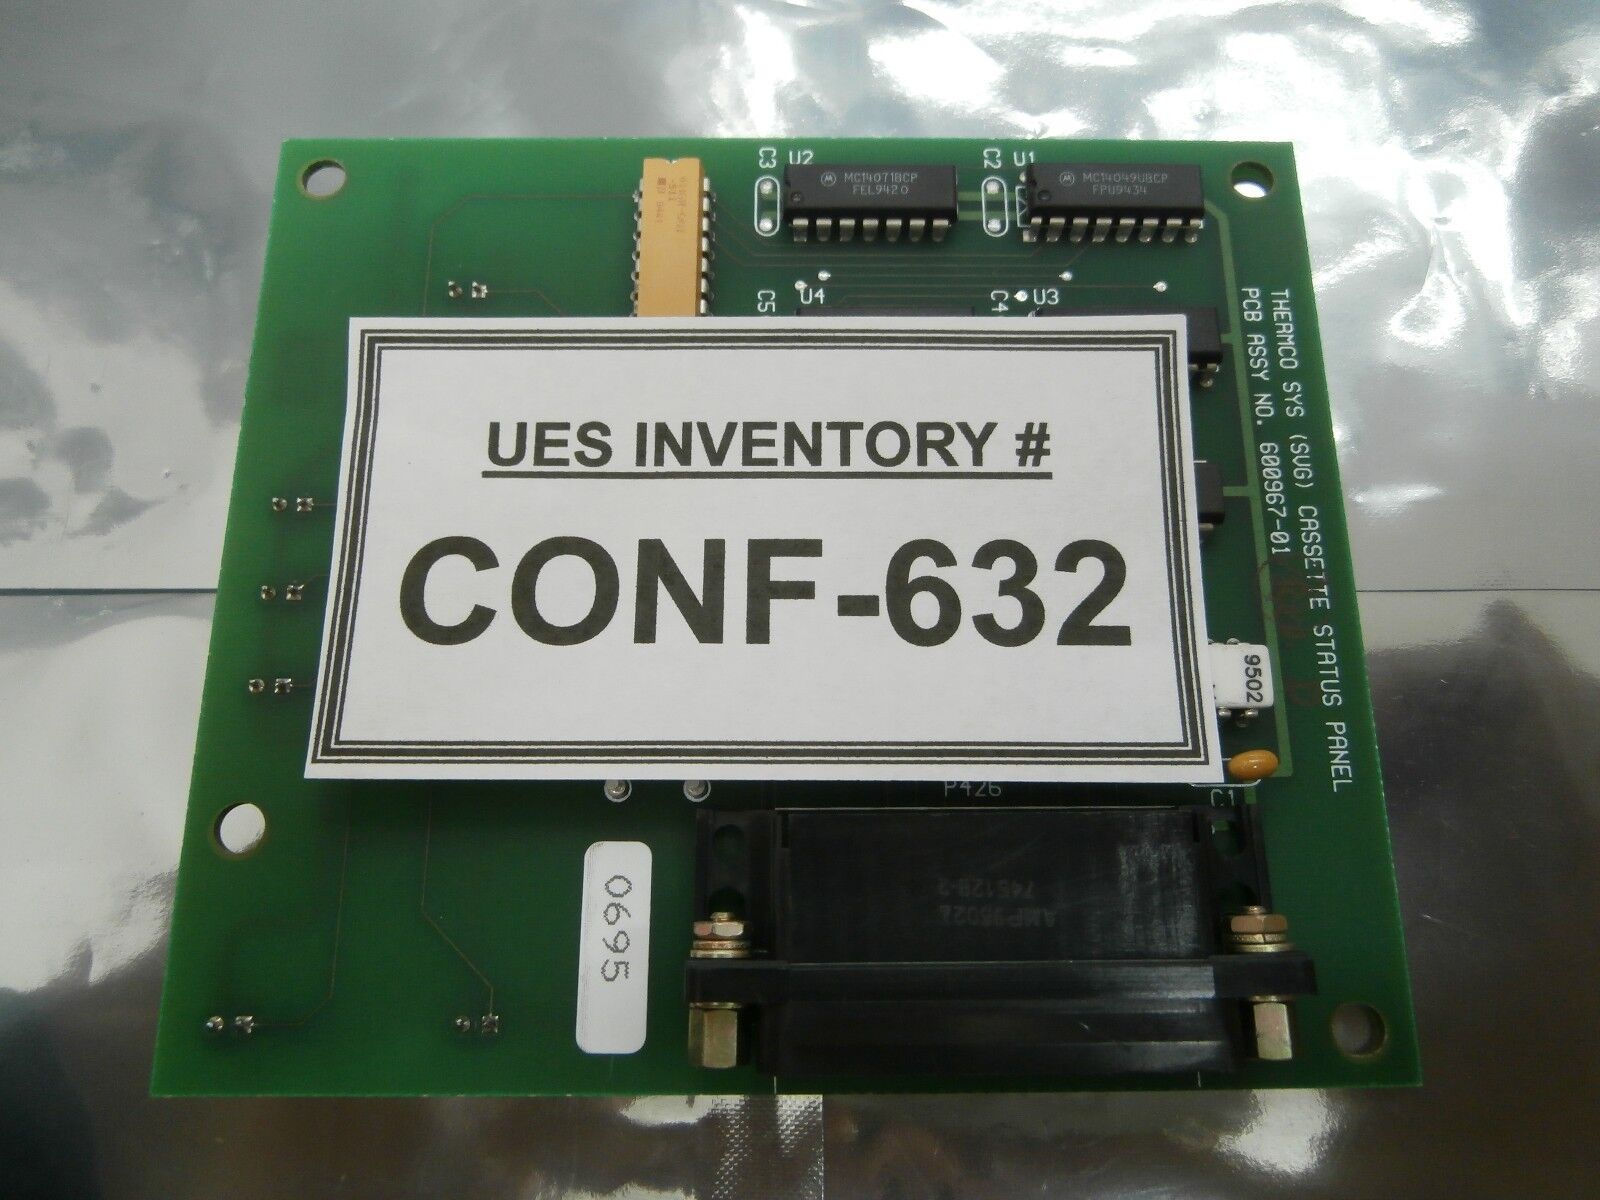 C3
U2
C2
U1
MC14071BCP
FEL9420
MC14049UBCP
FPU9434
C5
U4
C4
U3
THERMCO SYS (SVG) CASSETTE STATUS PANEL
PCB ASSY NO. 600967-01
UES INVENTORY #
CONF-632
9502
P426
C1
0695
AMP9502
745128-2